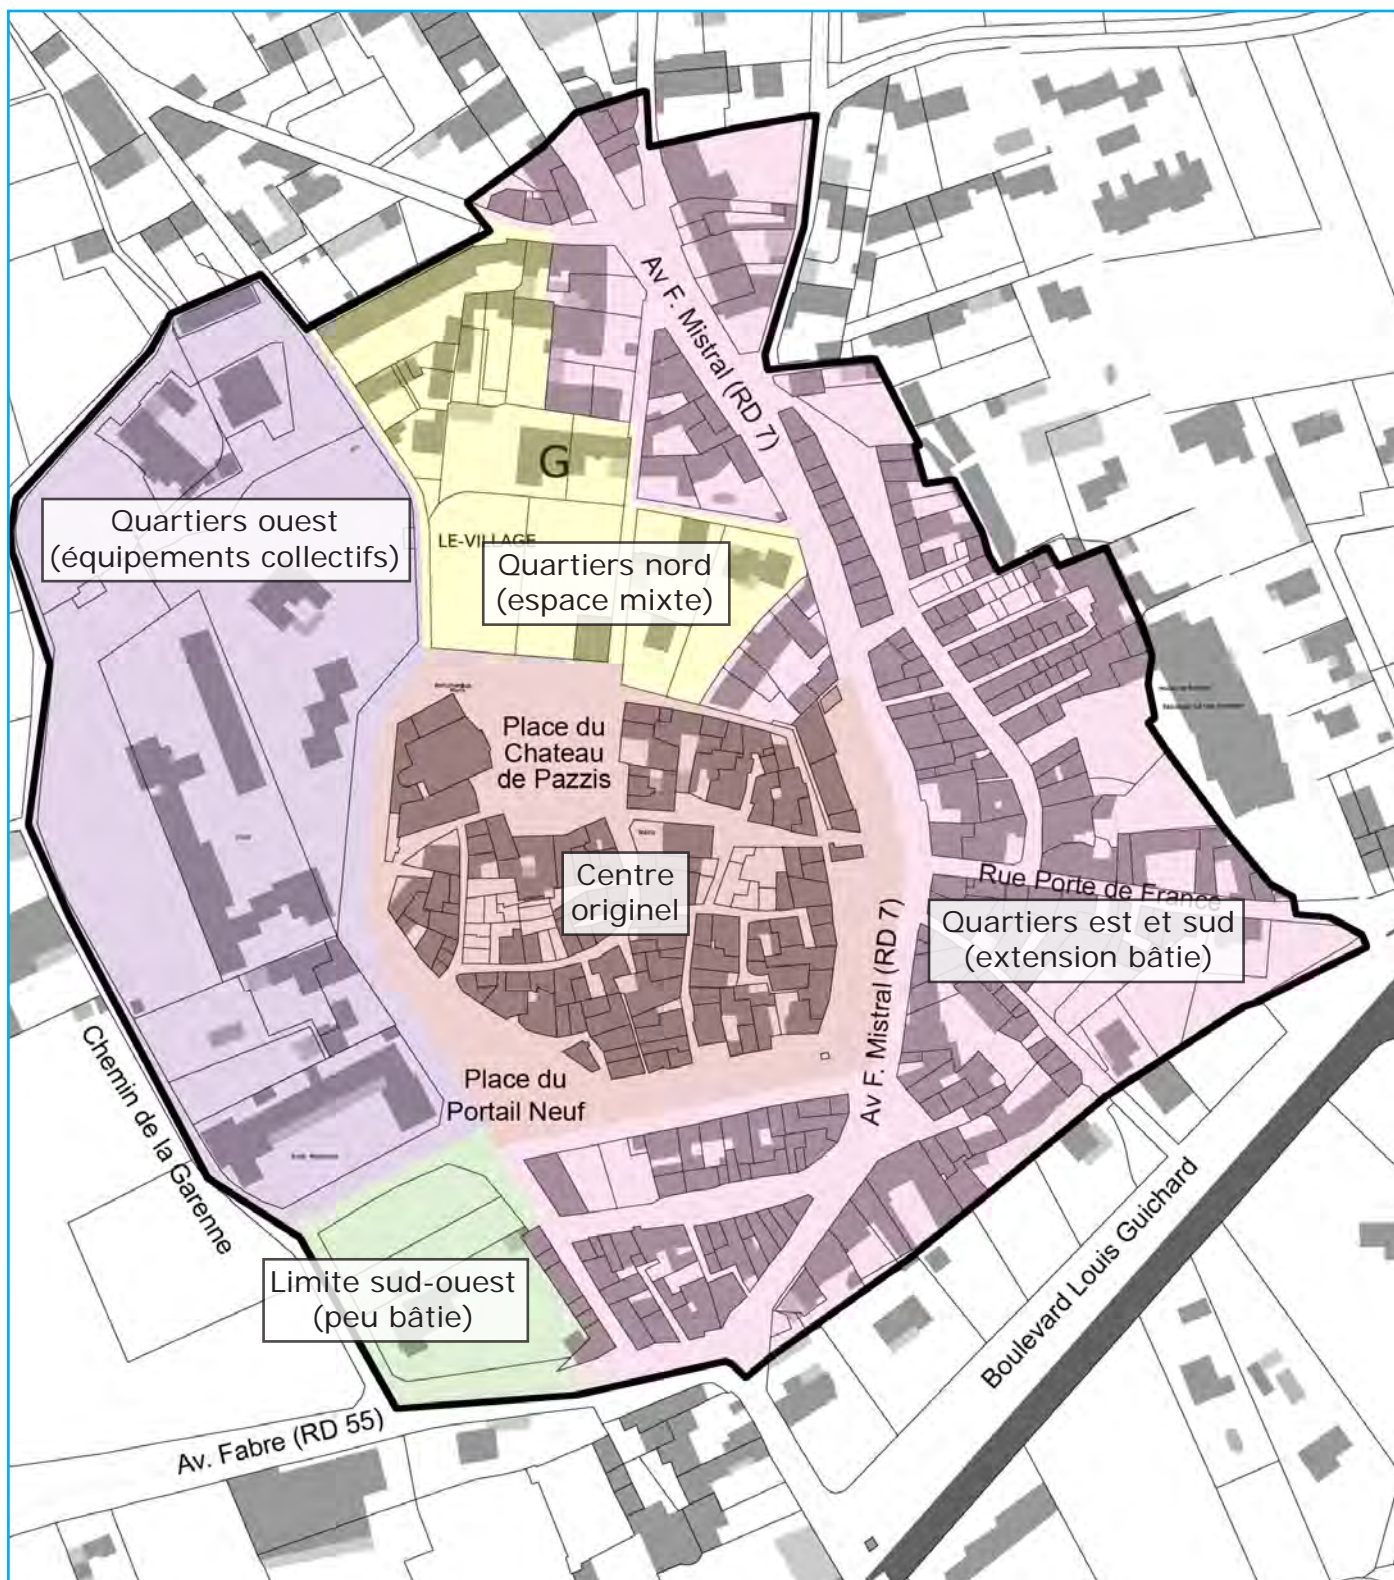 Av F. Mistral (RD 7)
G
Quartiers ouest
(équipements collectifs)
LE-VILLAGE
Quartiers nord
(espace mixte)
Place du
Chateau
de Pazzis
Centre
originel
Rue Porte de France
Quartiers est et sud
(extension bâtie)
Av F. Mistral (RD 7)
Place du
Portail Neuf
Chemin de la Garenne
Limite sud-ouest
(peu bâtie)
Boulevard Louis Guichard
Av. Fabre (RD 55)